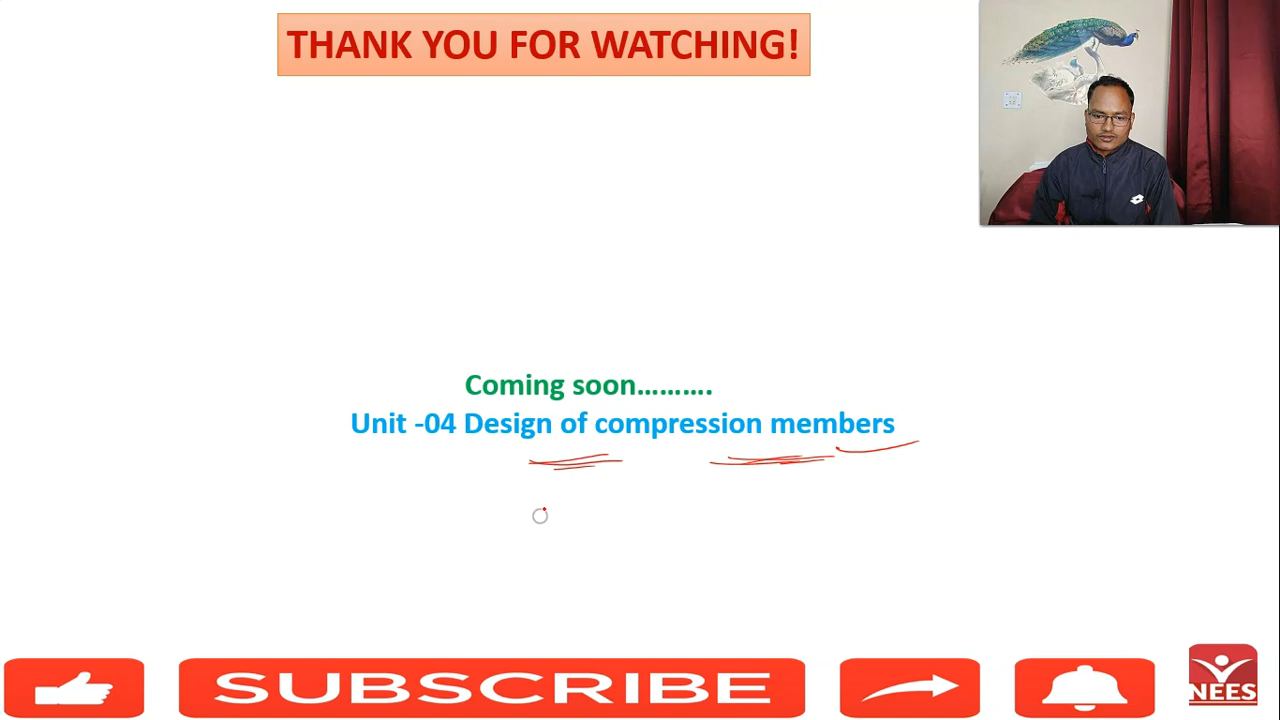 THANK YOU FOR WATCHING!
Coming soon..........
Unit -04 Design of compression members
SUBSCRIBE
NEES